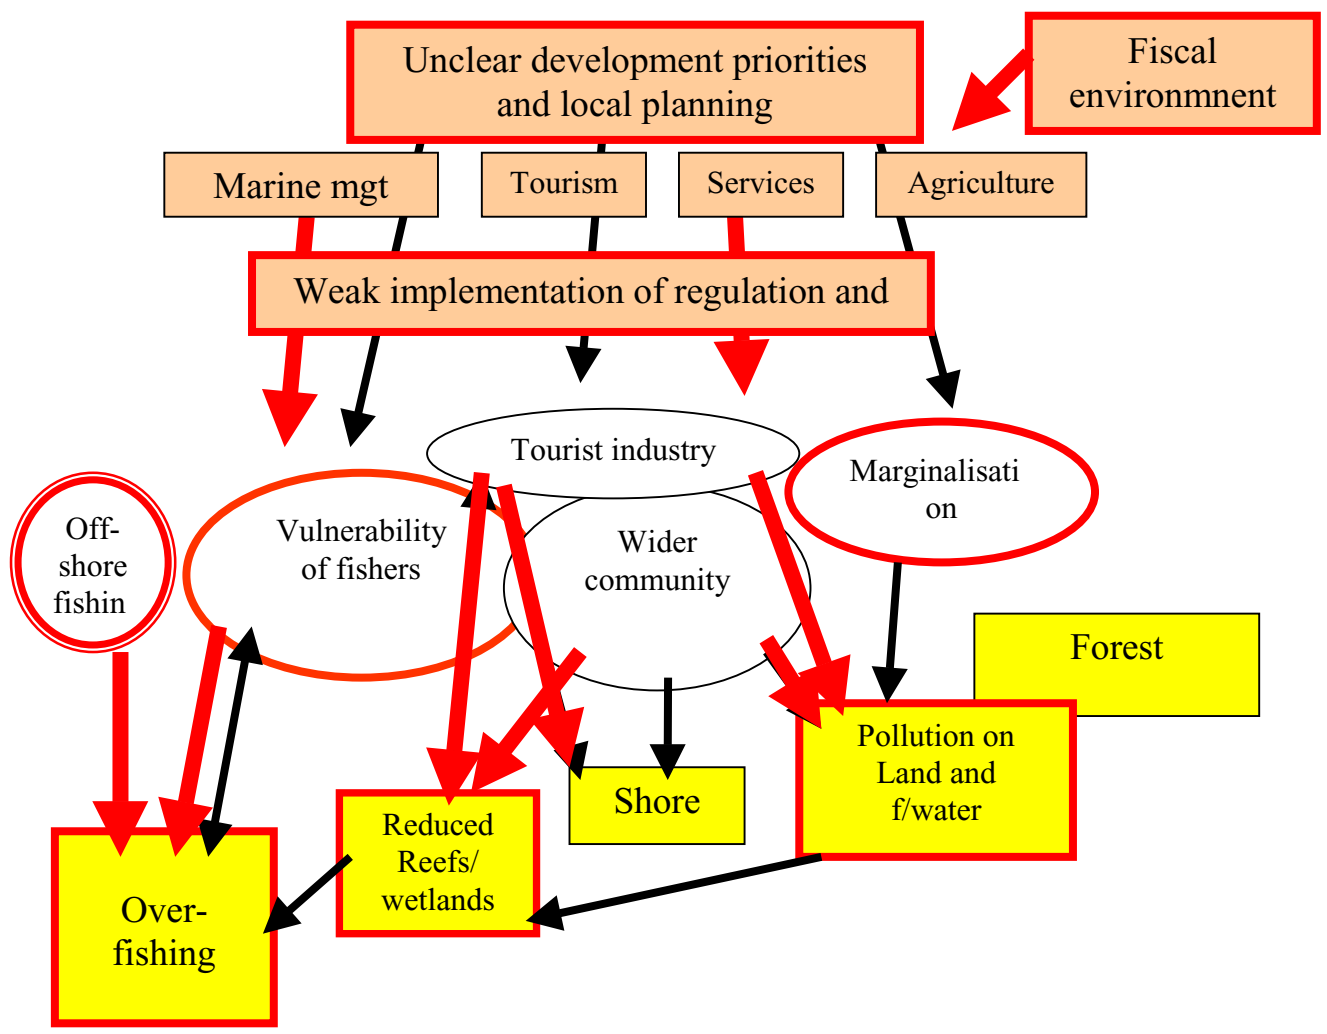 Unclear development priorities
and local planning
Fiscal
environmnent
Marine mgt
Tourism
Services
Agriculture
Weak implementation of regulation and
Tourist industry
Marginalisati
on
Off-
shore
fishin
Vulnerability
of fishers
Wider
community
Forest
Pollution on
Land and
f/water
Shore
Reduced
Reefs/
wetlands
Over-
fishing